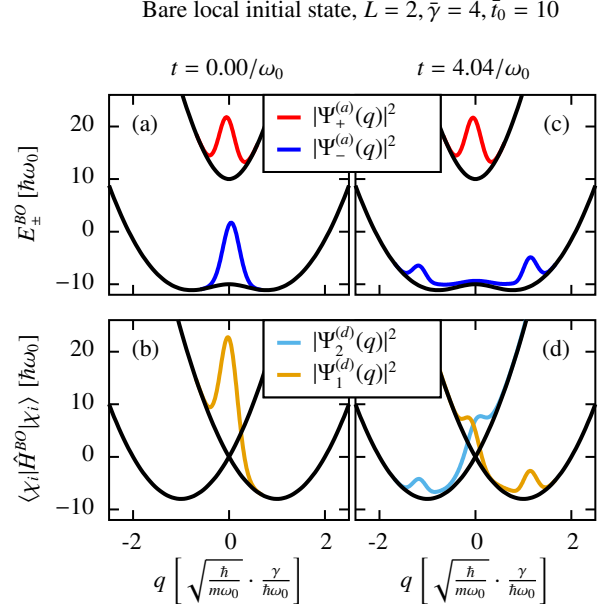 Bare local initial state, L = 2, γ̄ = 4, t̄₀ = 10
t = 0.00/ω₀ t = 4.04/ω₀
(a) |Ψ₊⁽ᵃ⁾(q)|² (c)
|Ψ₋⁽ᵃ⁾(q)|²
E±^BO [ħω₀]
20
10
0
−10
(b) |Ψ₂⁽ᵈ⁾(q)|² (d)
|Ψ₁⁽ᵈ⁾(q)|²
⟨χᵢ|Ĥ^BO|χᵢ⟩ [ħω₀]
20
10
0
−10
-2 0 2 -2 0 2
q [√(ħ/mω₀) · γ/ħω₀] q [√(ħ/mω₀) · γ/ħω₀]